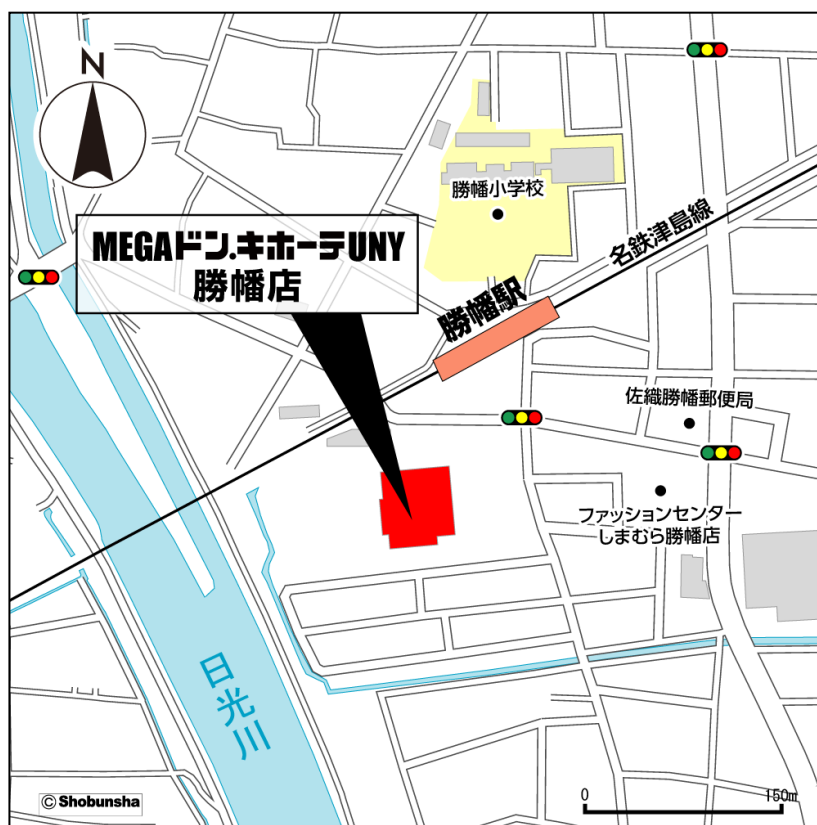 N
勝幡小学校
名鉄津島線
MEGAドン.キホーテUNY
勝幡店
勝幡駅
佐織勝幡郵便局
ファッションセンター
しまむら勝幡店
日光川
© Shobunsha
0 150m